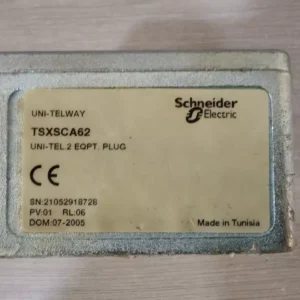 UNI-TELWAY
Schneider
Electric
TSXSCA62
UNI-TEL.2 EQPT. PLUG
CE
SN:21052918728
PV:01 RL:06
DOM:07-2005
Made in Tunisia